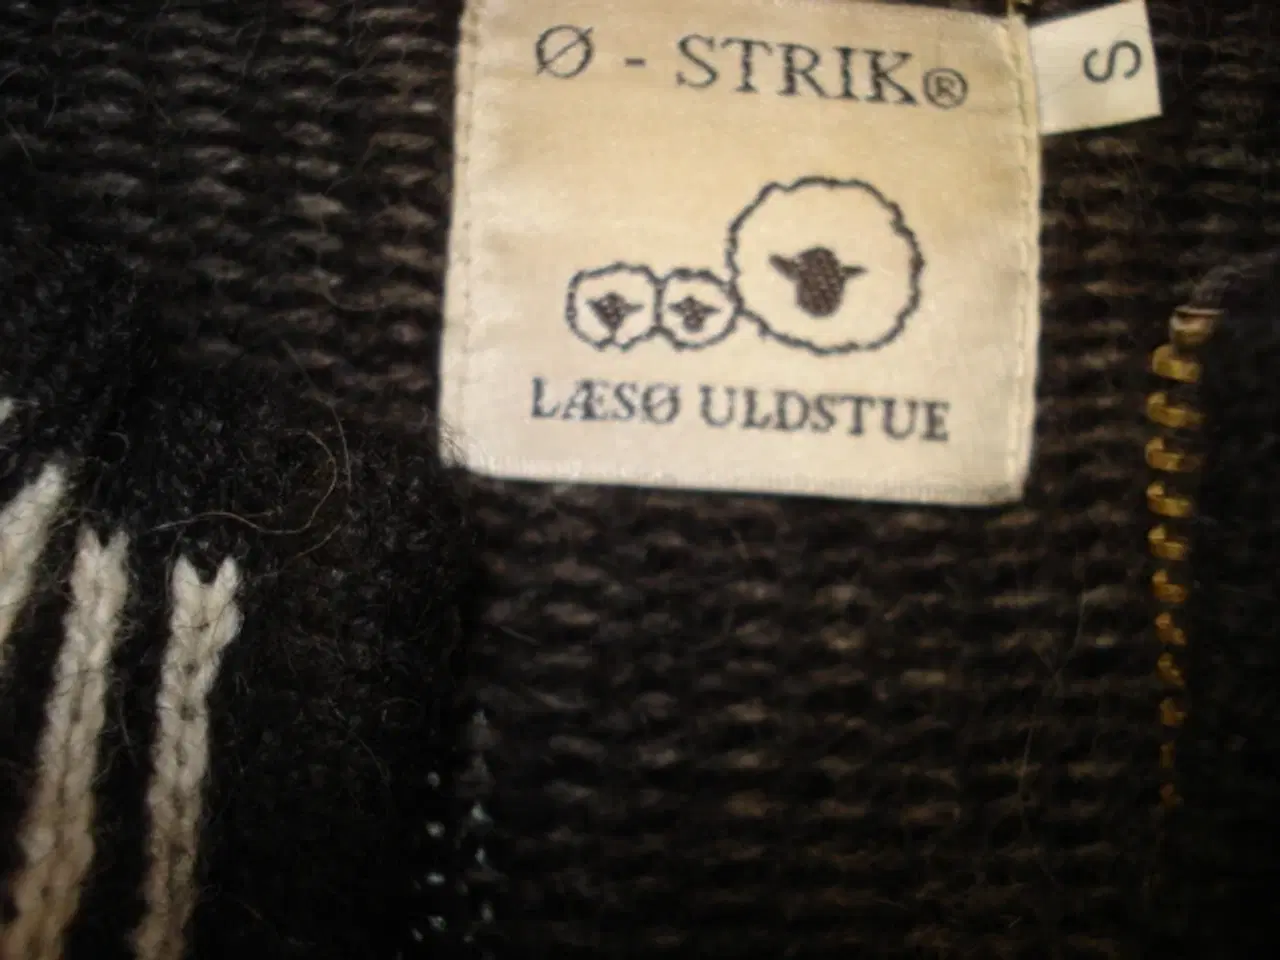 Ø - STRIK®
S
LÆSØ ULDSTUE